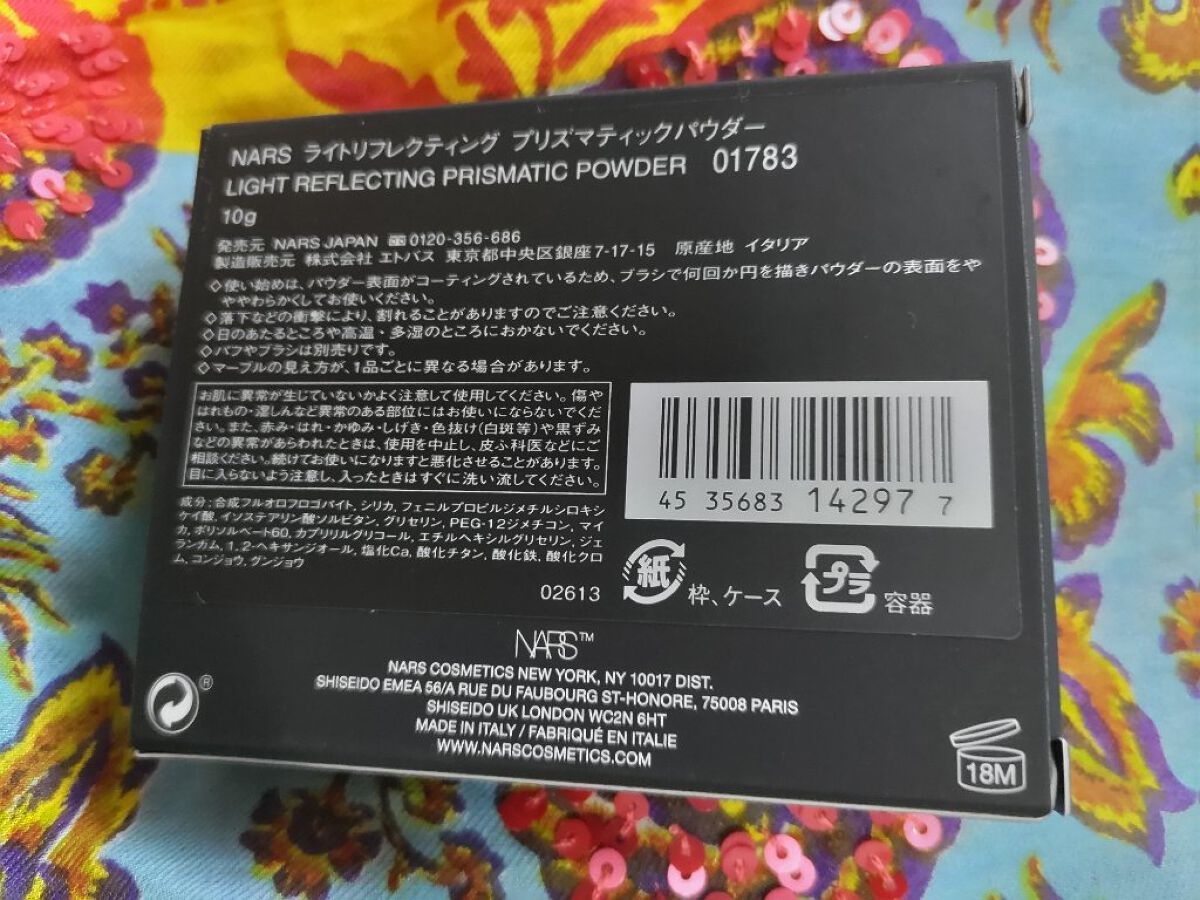 NARS ライトリフレクティング プリズマティックパウダー
LIGHT REFLECTING PRISMATIC POWDER 01783
10g
発売元 NARS JAPAN 0120-356-686
製造販売元 株式会社 エトバス 東京都中央区銀座7-17-15 原産地 イタリア
◇使い始めは、パウダー表面がコーティングされているため、ブラシで何回か円を描きパウダーの表面をや
ややわらかくしてお使いください。
◇落下などの衝撃により、割れることがありますのでご注意ください。
◇日のあたるところや高温・多湿のところにおかないでください。
◇パフやブラシは別売りです。
◇マーブルの見え方が、1品ごとに異なる場合があります。
お肌に異常が生じていないかよく注意して使用してください。傷や
はれもの・湿しんなど異常のある部位にはお使いにならないでくだ
さい。また、赤み・はれ・かゆみ・しげき・色抜け(白斑等)や黒ずみ
などの異常があらわれたときは、使用を中止し、皮ふ科医などにご
相談ください。続けてお使いになりますと悪化させることがあります。
目に入らないよう注意し、入ったときはすぐに洗い流してください。
成分:合成フルオロフロゴパイト, シリカ, フェニルプロピルジメチルシロキシ
ケイ酸, イソステアリン酸ソルビタン, グリセリン, PEG-12ジメチコン, マイ
カ, ポリソルベート60, カプリリルグリコール, エチルヘキシルグリセリン, ジェ
ランガム, 1, 2-ヘキサンジオール, 塩化Ca, 酸化チタン, 酸化鉄, 酸化クロ
ム, コンジョウ, グンジョウ
02613
45 35683 14297 7
紙 枠、ケース
プラ 容器
NARS™
NARS COSMETICS NEW YORK, NY 10017 DIST.
SHISEIDO EMEA 56/A RUE DU FAUBOURG ST-HONORE, 75008 PARIS
SHISEIDO UK LONDON WC2N 6HT
MADE IN ITALY / FABRIQUÉ EN ITALIE
WWW.NARSCOSMETICS.COM
®
18M